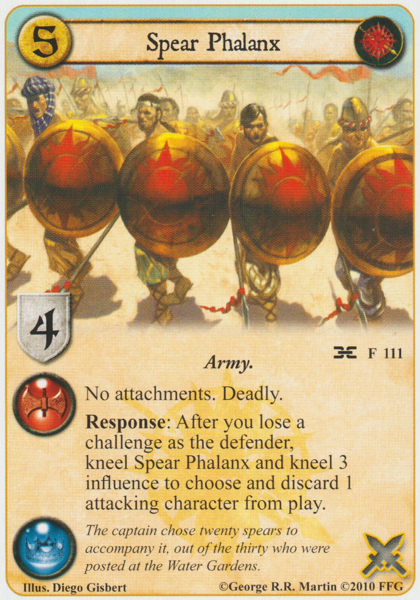 5
Spear Phalanx
4
F 111
Army.
No attachments. Deadly.
Response: After you lose a
challenge as the defender,
kneel Spear Phalanx and kneel 3
influence to choose and discard 1
attacking character from play.
The captain chose twenty spears to
accompany it, out of the thirty who were
posted at the Water Gardens.
Illus. Diego Gisbert
©George R.R. Martin ©2010 FFG